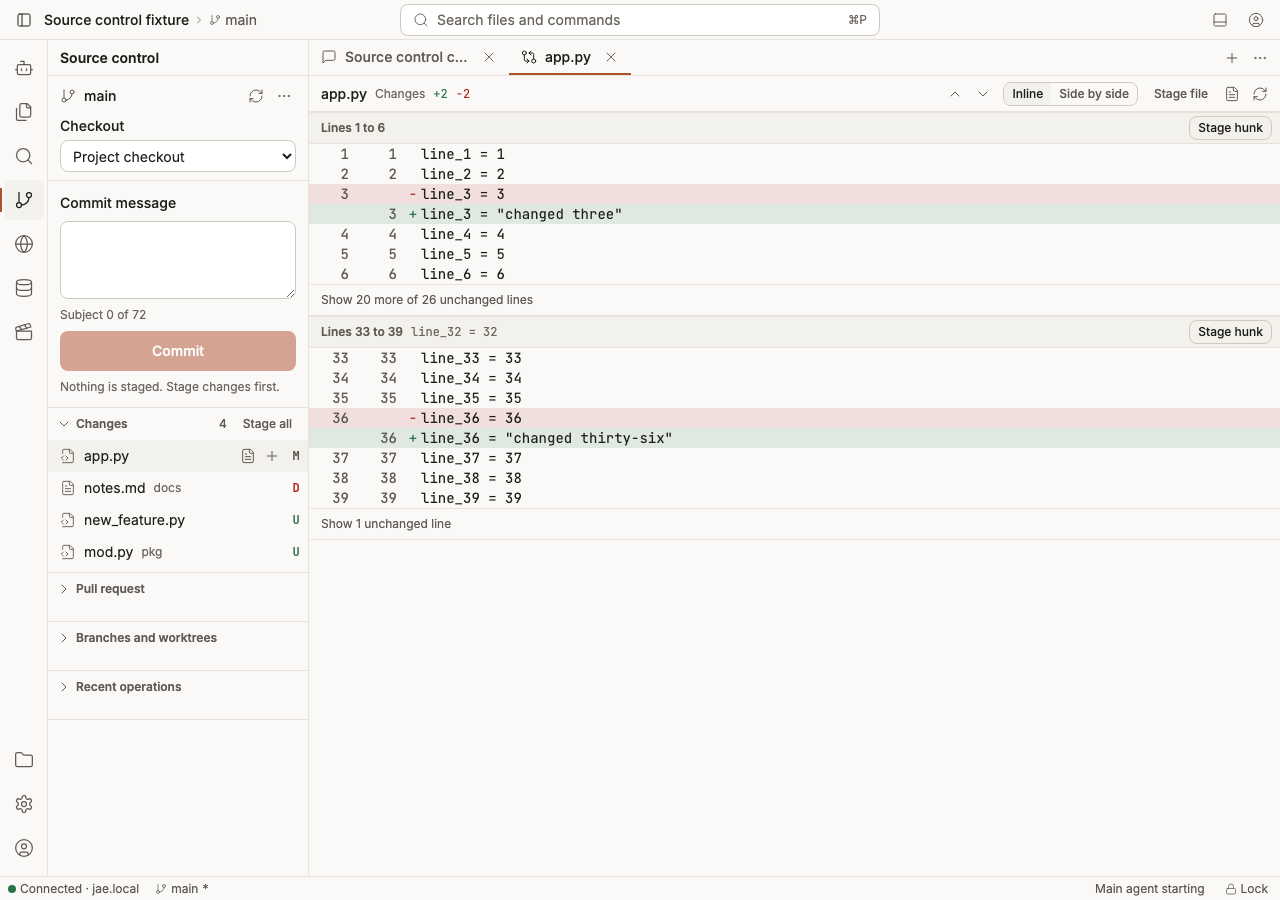 Source control fixture
main
Search files and commands
⌘P
Source control
main
Checkout
Project checkout
Commit message
Subject 0 of 72
Commit
Nothing is staged. Stage changes first.
Changes 4 Stage all
app.py M
notes.md docs D
new_feature.py U
mod.py pkg U
Pull request
Branches and worktrees
Recent operations
Source control c...
app.py
app.py Changes +2 -2
Inline Side by side Stage file
Lines 1 to 6 Stage hunk
1 1 line_1 = 1
2 2 line_2 = 2
3 - line_3 = 3
3 + line_3 = "changed three"
4 4 line_4 = 4
5 5 line_5 = 5
6 6 line_6 = 6
Show 20 more of 26 unchanged lines
Lines 33 to 39 line_32 = 32 Stage hunk
33 33 line_33 = 33
34 34 line_34 = 34
35 35 line_35 = 35
36 - line_36 = 36
36 + line_36 = "changed thirty-six"
37 37 line_37 = 37
38 38 line_38 = 38
39 39 line_39 = 39
Show 1 unchanged line
Connected · jae.local
main *
Main agent starting
Lock